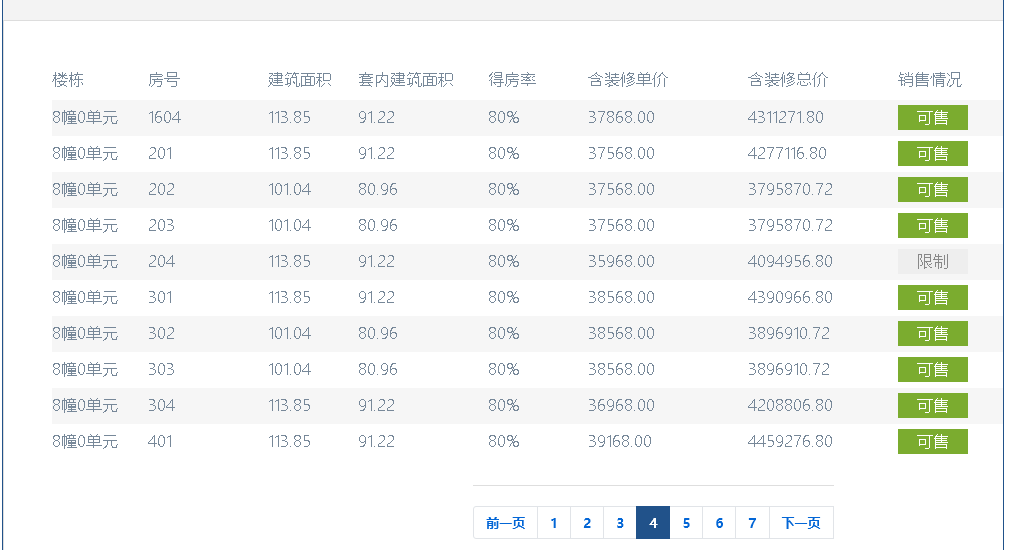 楼栋 房号 建筑面积 套内建筑面积 得房率 含装修单价 含装修总价 销售情况
8幢0单元 1604 113.85 91.22 80% 37868.00 4311271.80 可售
8幢0单元 201 113.85 91.22 80% 37568.00 4277116.80 可售
8幢0单元 202 101.04 80.96 80% 37568.00 3795870.72 可售
8幢0单元 203 101.04 80.96 80% 37568.00 3795870.72 可售
8幢0单元 204 113.85 91.22 80% 35968.00 4094956.80 限制
8幢0单元 301 113.85 91.22 80% 38568.00 4390966.80 可售
8幢0单元 302 101.04 80.96 80% 38568.00 3896910.72 可售
8幢0单元 303 101.04 80.96 80% 38568.00 3896910.72 可售
8幢0单元 304 113.85 91.22 80% 36968.00 4208806.80 可售
8幢0单元 401 113.85 91.22 80% 39168.00 4459276.80 可售
前一页 1 2 3 4 5 6 7 下一页